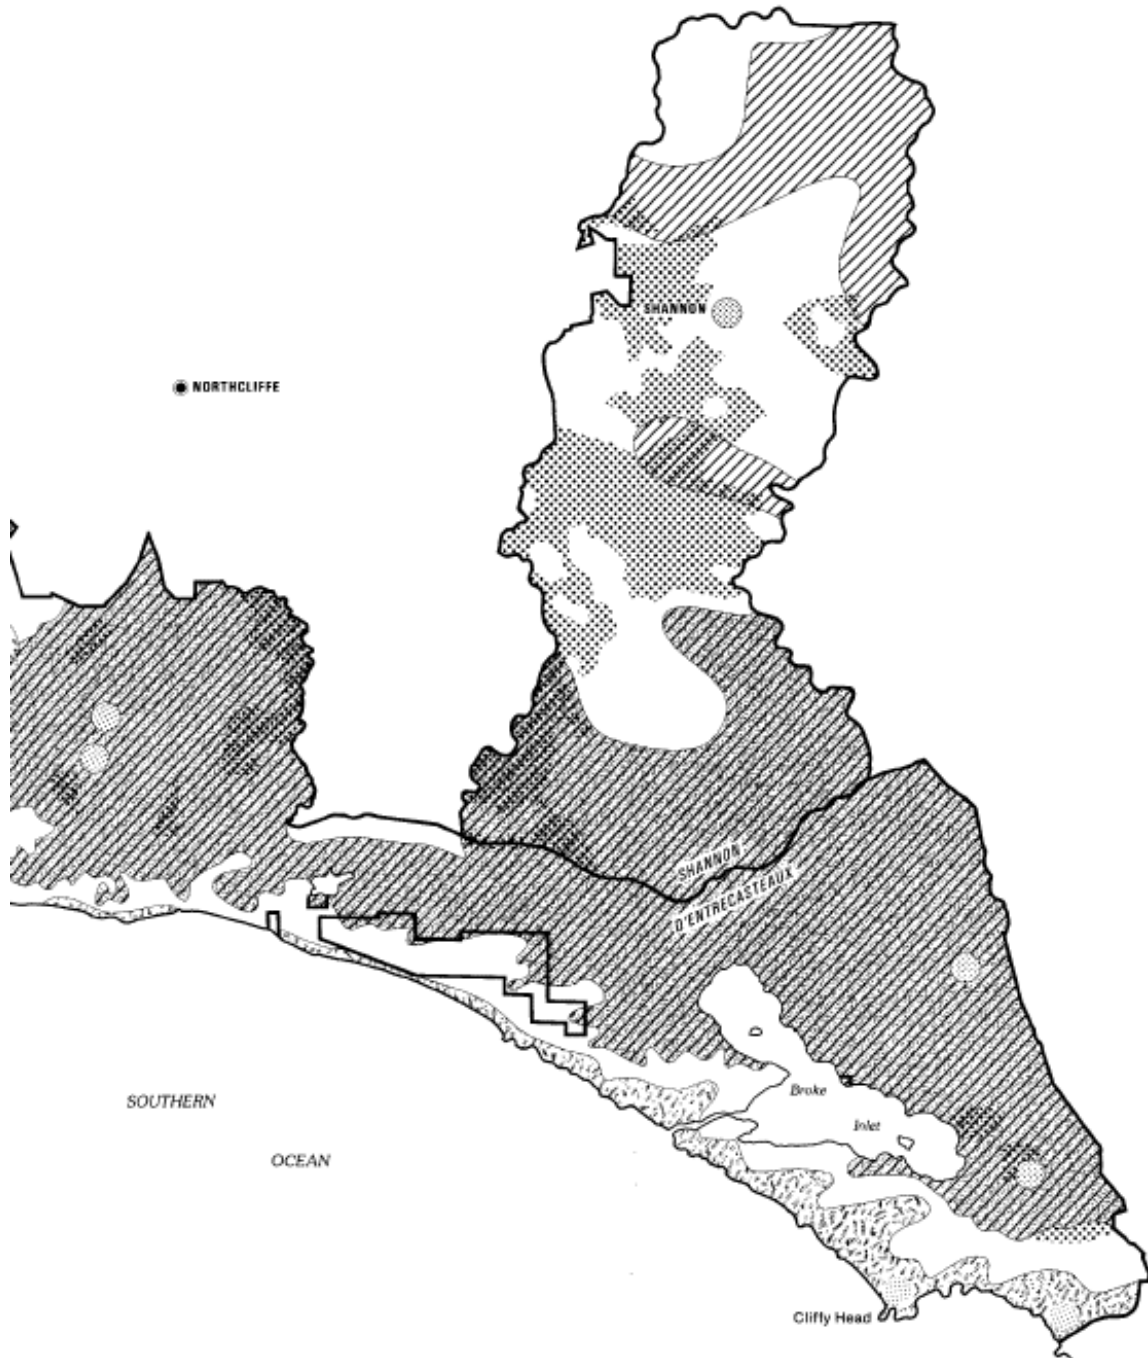 SHANNON
NORTHCLIFFE
SHANNON
D'ENTRECASTEAUX
Broke
Inlet
SOUTHERN
OCEAN
Cliffy Head